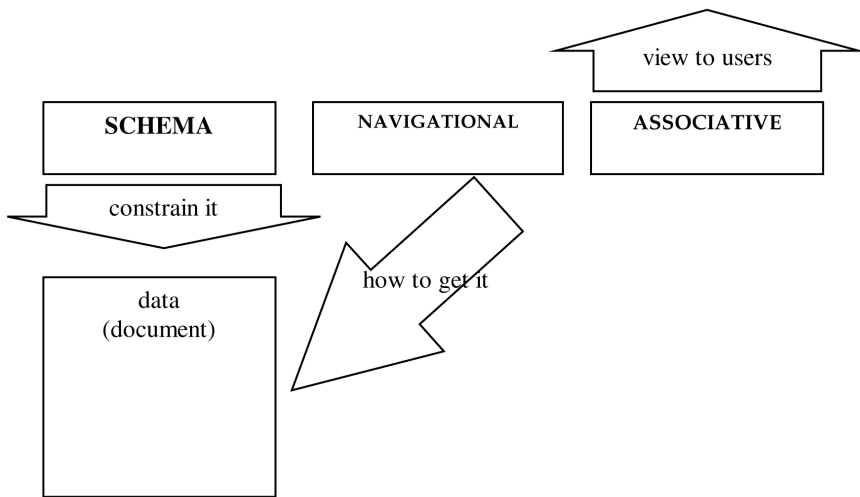 view to users
SCHEMA
NAVIGATIONAL
ASSOCIATIVE
constrain it
how to get it
data
(document)